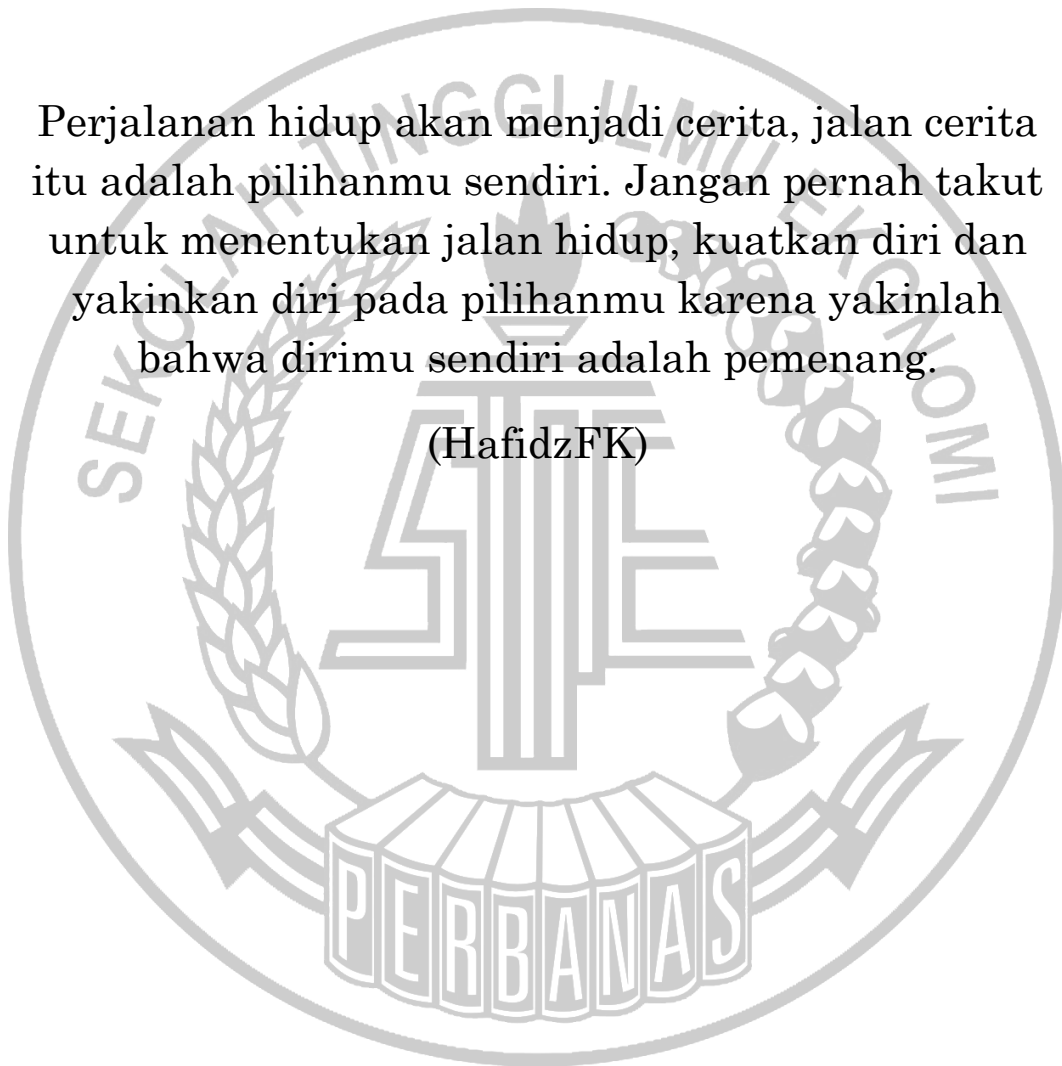 Perjalanan hidup akan menjadi cerita, jalan cerita
itu adalah pilihanmu sendiri. Jangan pernah takut
untuk menentukan jalan hidup, kuatkan diri dan
yakinkan diri pada pilihanmu karena yakinlah
bahwa dirimu sendiri adalah pemenang.
(HafidzFK)
SEKOLAH TINGGI ILMU EKONOMI
STIE
PERBANAS